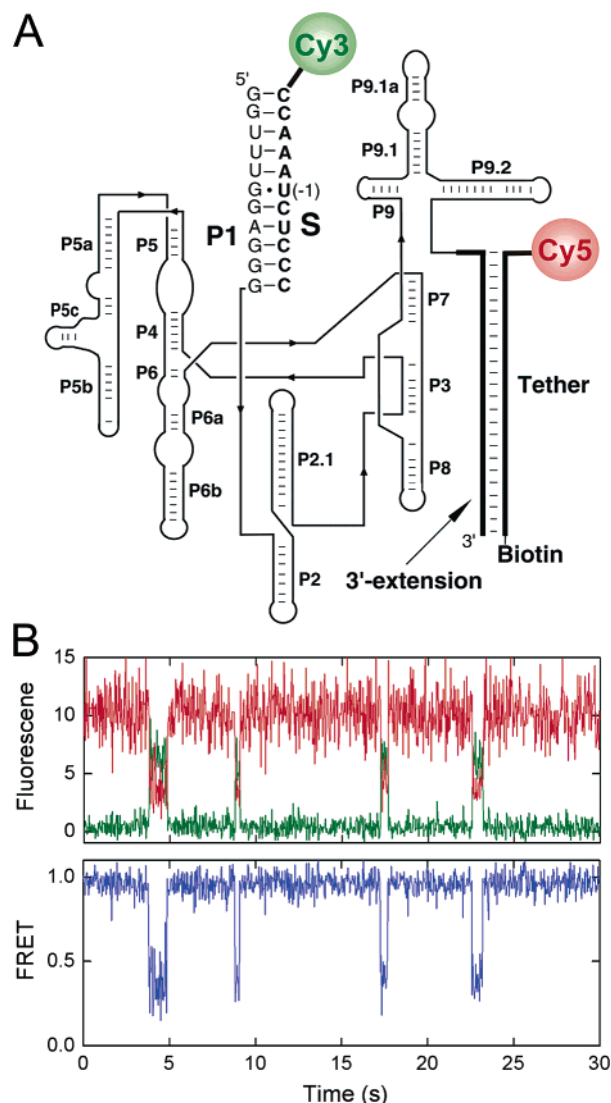 A
Cy3
5'
G–C
G–C
U–A
U–A
U–A
G•U(-1)
G–C
A–U
G–C
G–C
G–C
P1
S
P9.1a
P9.1
P9.2
P9
Cy5
P5a
P5
P5c
P4
P5b
P6
P6a
P6b
P7
P3
P8
P2.1
P2
Tether
3'
Biotin
3'-extension
B
15
10
5
0
Fluorescene
1.0
0.5
0.0
FRET
0 5 10 15 20 25 30
Time (s)